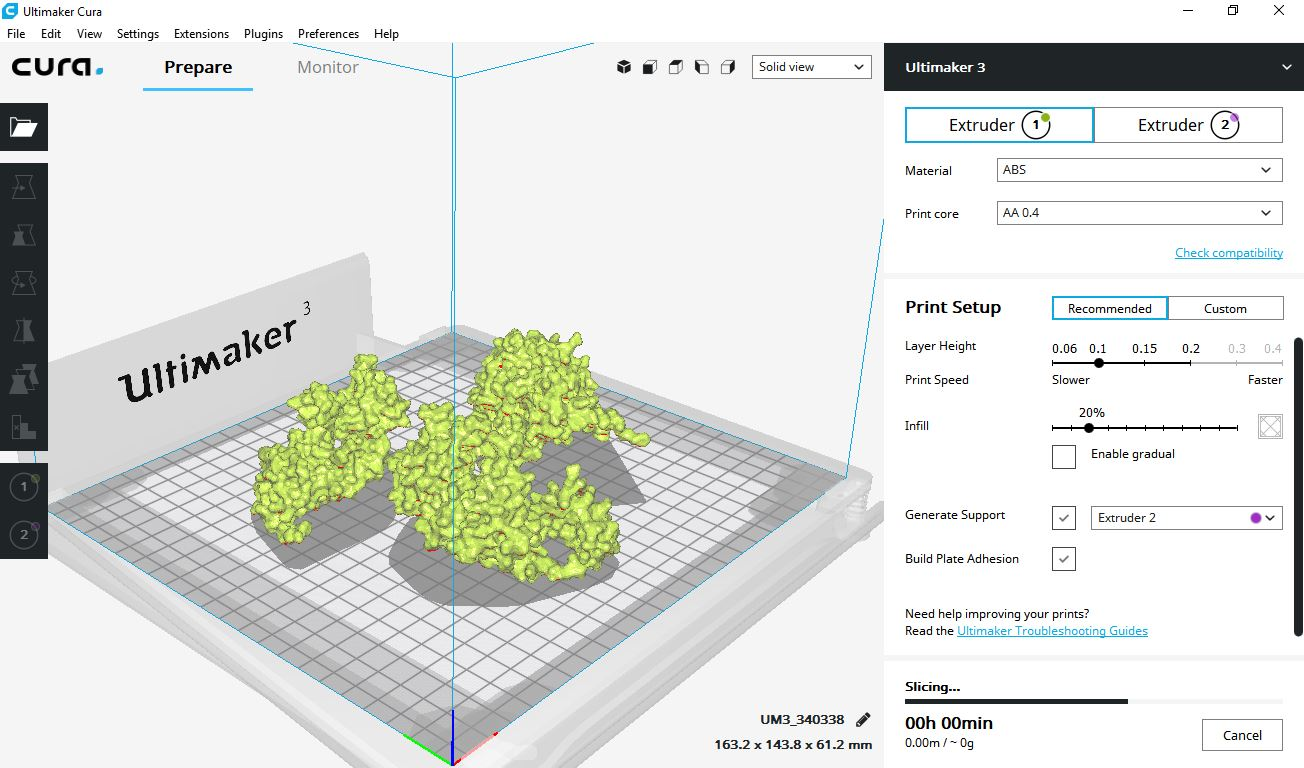 Ultimaker Cura
File Edit View Settings Extensions Plugins Preferences Help
cura.
Prepare Monitor
Solid view
Ultimaker 3
Extruder 1 Extruder 2
Material ABS
Print core AA 0.4
Check compatibility
Print Setup Recommended Custom
Layer Height 0.06 0.1 0.15 0.2 0.3 0.4
Print Speed Slower Faster
20%
Infill
Enable gradual
Generate Support Extruder 2
Build Plate Adhesion
Need help improving your prints?
Read the Ultimaker Troubleshooting Guides
Slicing...
00h 00min
0.00m / ~ 0g
Cancel
1
2
Ultimaker 3
UM3_340338
163.2 x 143.8 x 61.2 mm